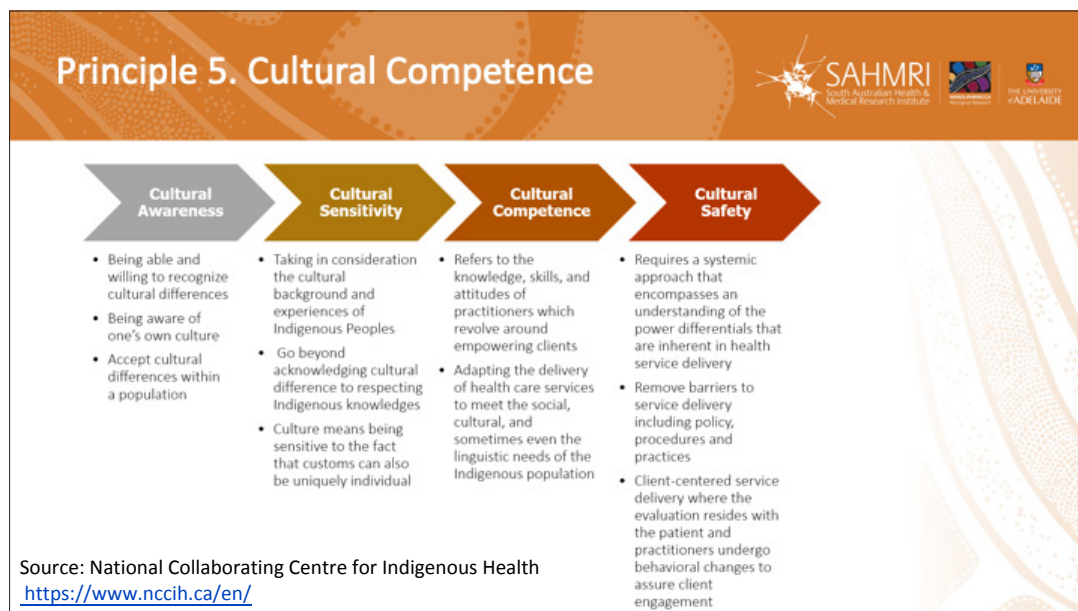 Principle 5. Cultural Competence
SAHMRI
South Australian Health &
Medical Research Institute
Aboriginal Research
THE UNIVERSITY
of ADELAIDE
Cultural
Awareness
• Being able and
willing to recognize
cultural differences
• Being aware of
one's own culture
• Accept cultural
differences within
a population
Cultural
Sensitivity
• Taking in consideration
the cultural
background and
experiences of
Indigenous Peoples
• Go beyond
acknowledging cultural
difference to respecting
Indigenous knowledges
• Culture means being
sensitive to the fact
that customs can also
be uniquely individual
Cultural
Competence
• Refers to the
knowledge, skills, and
attitudes of
practitioners which
revolve around
empowering clients
• Adapting the delivery
of health care services
to meet the social,
cultural, and
sometimes even the
linguistic needs of the
Indigenous population
Cultural
Safety
• Requires a systemic
approach that
encompasses an
understanding of the
power differentials that
are inherent in health
service delivery
• Remove barriers to
service delivery
including policy,
procedures and
practices
• Client-centered service
delivery where the
evaluation resides with
the patient and
practitioners undergo
behavioral changes to
assure client
engagement
Source: National Collaborating Centre for Indigenous Health
https://www.nccih.ca/en/